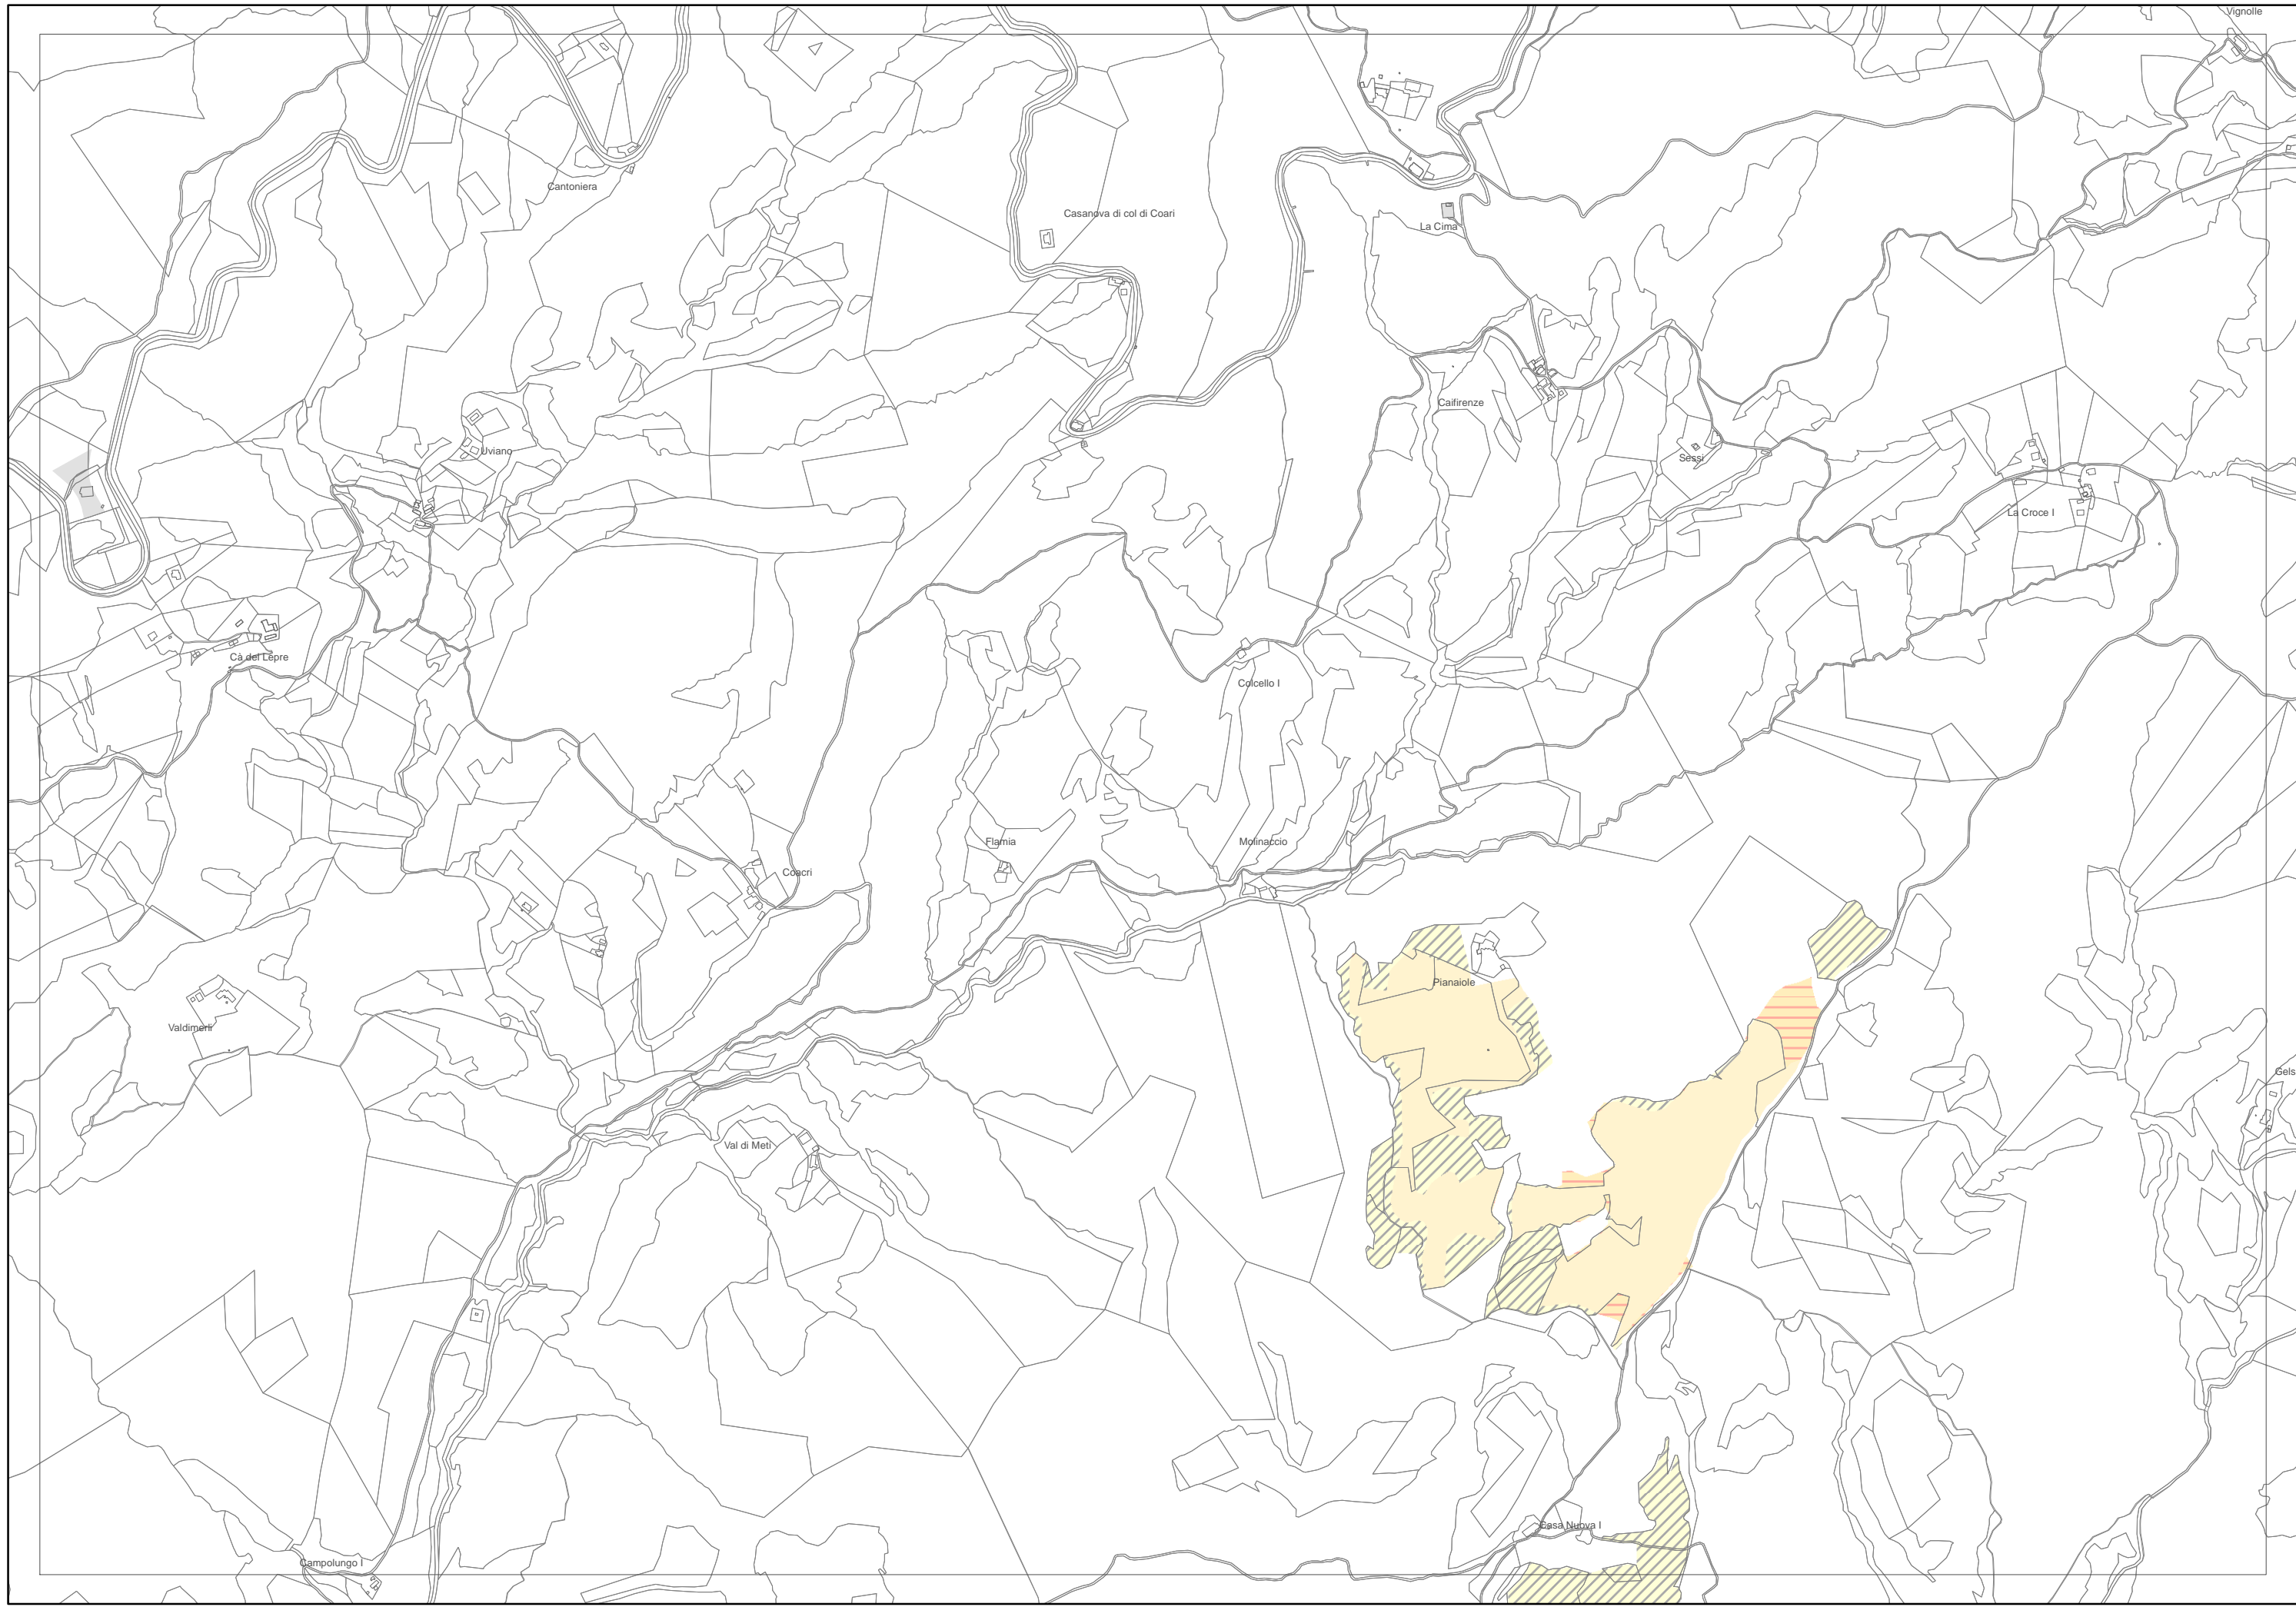 Vignolle
Cantoniera
Casanova di col di Coari
La Cima
Caifirenze
Uviano
Sessi
La Croce I
Cà del Lepre
Colcello I
Flamia
Molinaccio
Coacri
Pianaiole
Valdimerli
Gels
Val di Meti
Casa Nuova I
Campolungo I